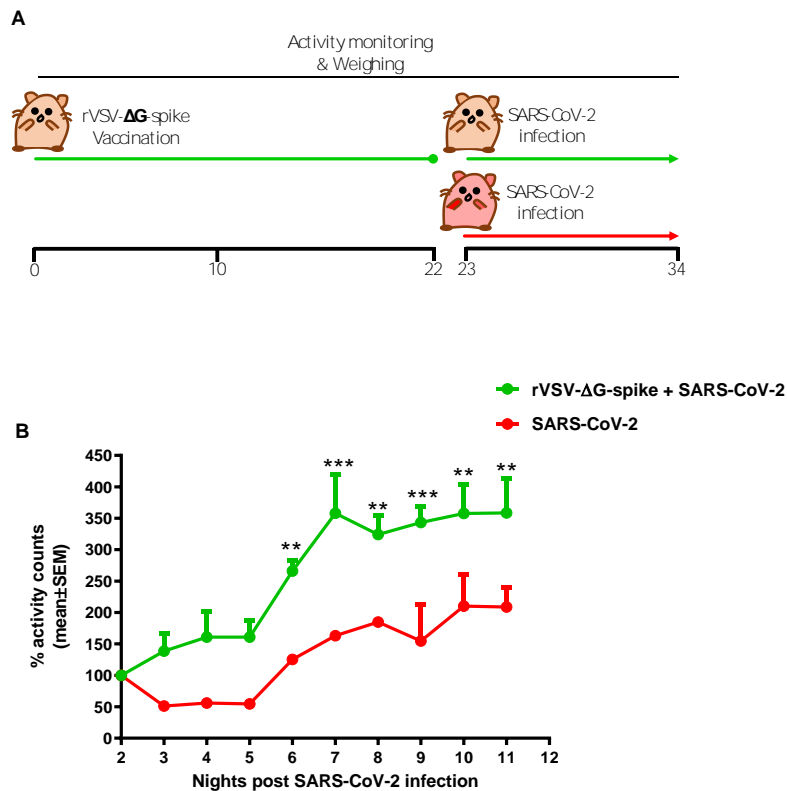 A
Activity monitoring
& Weighing
rVSV-ΔG-spike
Vaccination
SARS-CoV-2
infection
SARS-CoV-2
infection
0
10
22
23
34
rVSV-ΔG-spike + SARS-CoV-2
SARS-CoV-2
B
% activity counts
(mean±SEM)
450
400
350
300
250
200
150
100
50
0
**
***
**
***
**
**
2 3 4 5 6 7 8 9 10 11 12
Nights post SARS-CoV-2 infection